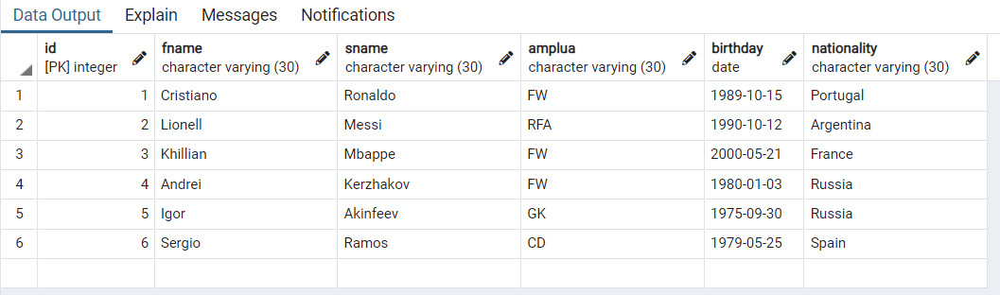 Data Output Explain Messages Notifications
id fname sname amplua birthday nationality
[PK] integer character varying (30) character varying (30) character varying (30) date character varying (30)
1 1 Cristiano Ronaldo FW 1989-10-15 Portugal
2 2 Lionell Messi RFA 1990-10-12 Argentina
3 3 Khillian Mbappe FW 2000-05-21 France
4 4 Andrei Kerzhakov FW 1980-01-03 Russia
5 5 Igor Akinfeev GK 1975-09-30 Russia
6 6 Sergio Ramos CD 1979-05-25 Spain